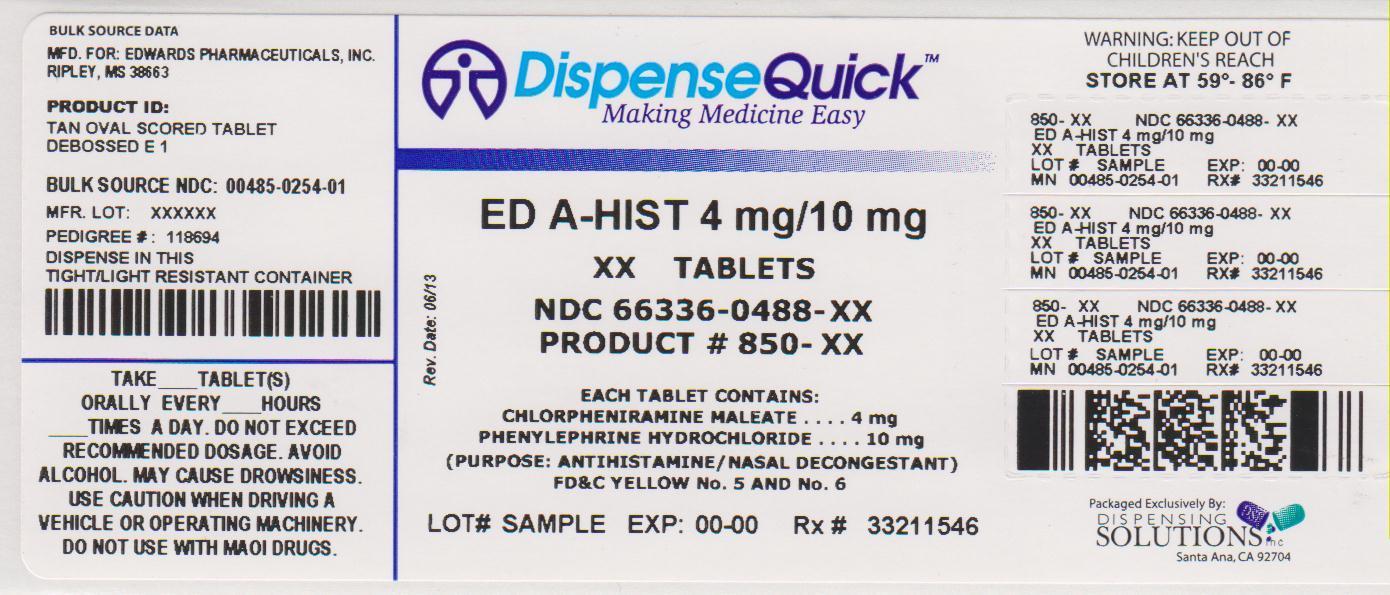 BULK SOURCE DATA
MFD. FOR: EDWARDS PHARMACEUTICALS, INC.
RIPLEY, MS 38663
PRODUCT ID:
TAN OVAL SCORED TABLET
DEBOSSED E 1
BULK SOURCE NDC: 00485-0254-01
MFR. LOT: XXXXXX
PEDIGREE #: 118694
DISPENSE IN THIS
TIGHT/LIGHT RESISTANT CONTAINER
TAKE___TABLET(S)
ORALLY EVERY___HOURS
___TIMES A DAY. DO NOT EXCEED
RECOMMENDED DOSAGE. AVOID
ALCOHOL. MAY CAUSE DROWSINESS.
USE CAUTION WHEN DRIVING A
VEHICLE OR OPERATING MACHINERY.
DO NOT USE WITH MAOI DRUGS.
DispenseQuick™
Making Medicine Easy
ED A-HIST 4 mg/10 mg
XX TABLETS
NDC 66336-0488-XX
PRODUCT # 850-XX
Rev. Date: 06/13
EACH TABLET CONTAINS:
CHLORPHENIRAMINE MALEATE .... 4 mg
PHENYLEPHRINE HYDROCHLORIDE .... 10 mg
(PURPOSE: ANTIHISTAMINE/NASAL DECONGESTANT)
FD&C YELLOW No. 5 AND No. 6
LOT# SAMPLE EXP: 00-00 Rx # 33211546
WARNING: KEEP OUT OF
CHILDREN'S REACH
STORE AT 59°- 86° F
850- XX NDC 66336-0488- XX
ED A-HIST 4 mg/10 mg
XX TABLETS
LOT # SAMPLE EXP: 00-00
MN 00485-0254-01 RX# 33211546
850- XX NDC 66336-0488- XX
ED A-HIST 4 mg/10 mg
XX TABLETS
LOT # SAMPLE EXP: 00-00
MN 00485-0254-01 RX# 33211546
850- XX NDC 66336-0488- XX
ED A-HIST 4 mg/10 mg
XX TABLETS
LOT # SAMPLE EXP: 00-00
MN 00485-0254-01 RX# 33211546
Packaged Exclusively By:
DISPENSING
SOLUTIONS inc
Santa Ana, CA 92704